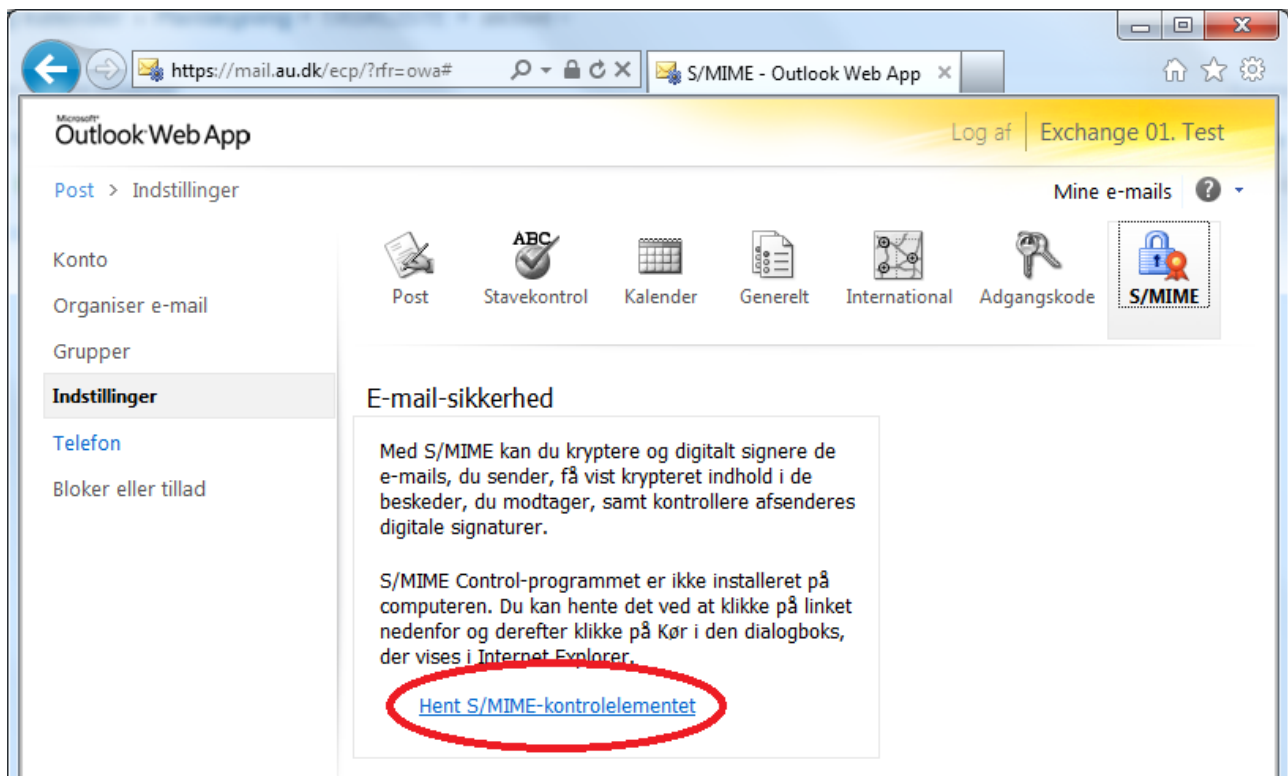 https://mail.au.dk/ecp/?rfr=owa#
S/MIME - Outlook Web App
Microsoft
Outlook Web App
Log af
Exchange 01. Test
Post > Indstillinger
Mine e-mails
?
Konto
Organiser e-mail
Grupper
Indstillinger
Telefon
Bloker eller tillad
ABC
Post
Stavekontrol
Kalender
Generelt
International
Adgangskode
S/MIME
E-mail-sikkerhed
Med S/MIME kan du kryptere og digitalt signere de
e-mails, du sender, få vist krypteret indhold i de
beskeder, du modtager, samt kontrollere afsenderes
digitale signaturer.
S/MIME Control-programmet er ikke installeret på
computeren. Du kan hente det ved at klikke på linket
nedenfor og derefter klikke på Kør i den dialogboks,
der vises i Internet Explorer.
Hent S/MIME-kontrolelementet